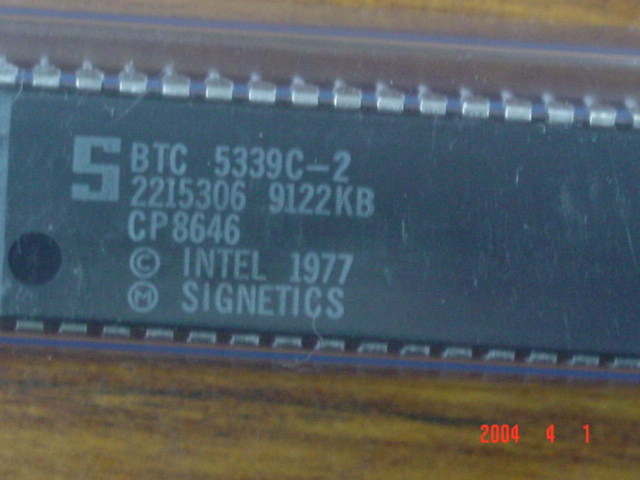 S BTC 5339C-2
2215306 9122KB
CP8646
© INTEL 1977
Ⓜ SIGNETICS
2004 4 1